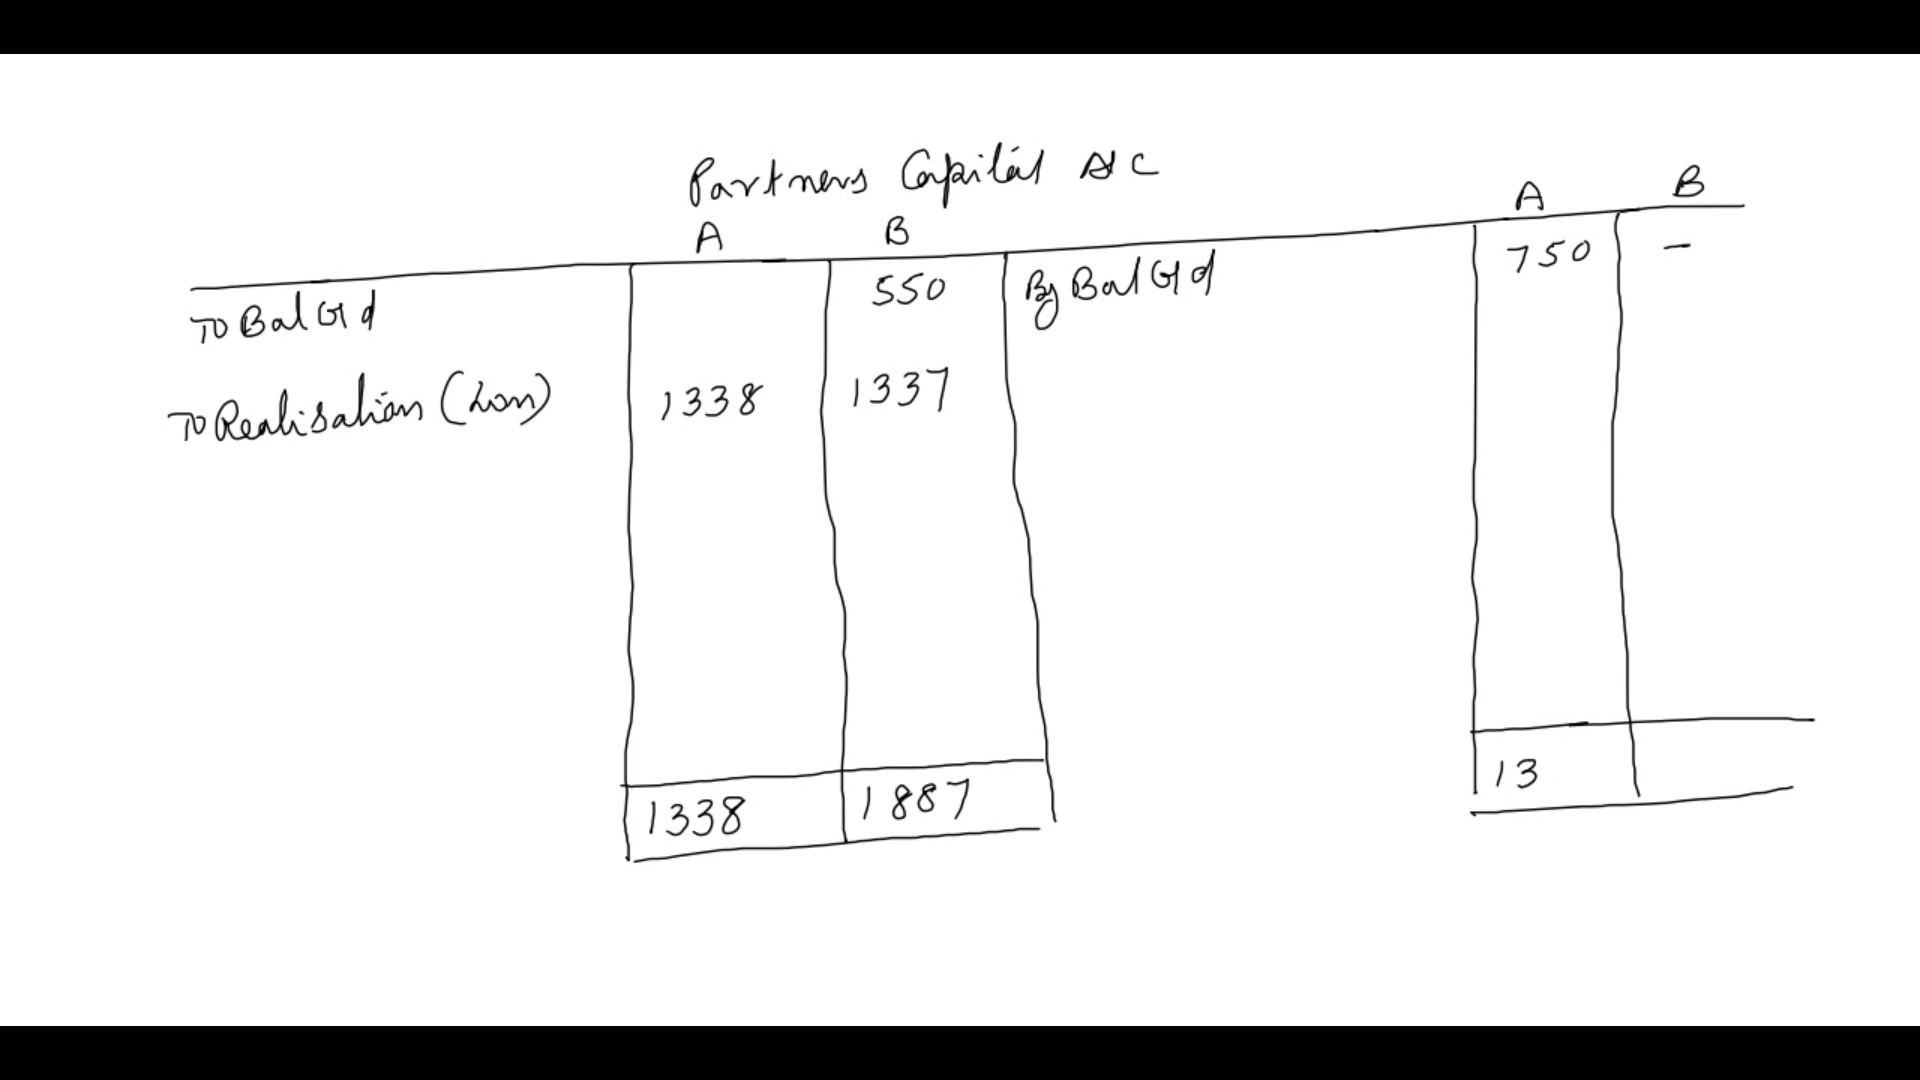 Partners Capital A/C
A B A B
To Bal b/d 550 By Bal b/d 750 -
To Realisation (Loss) 1338 1337
1338 1887 13